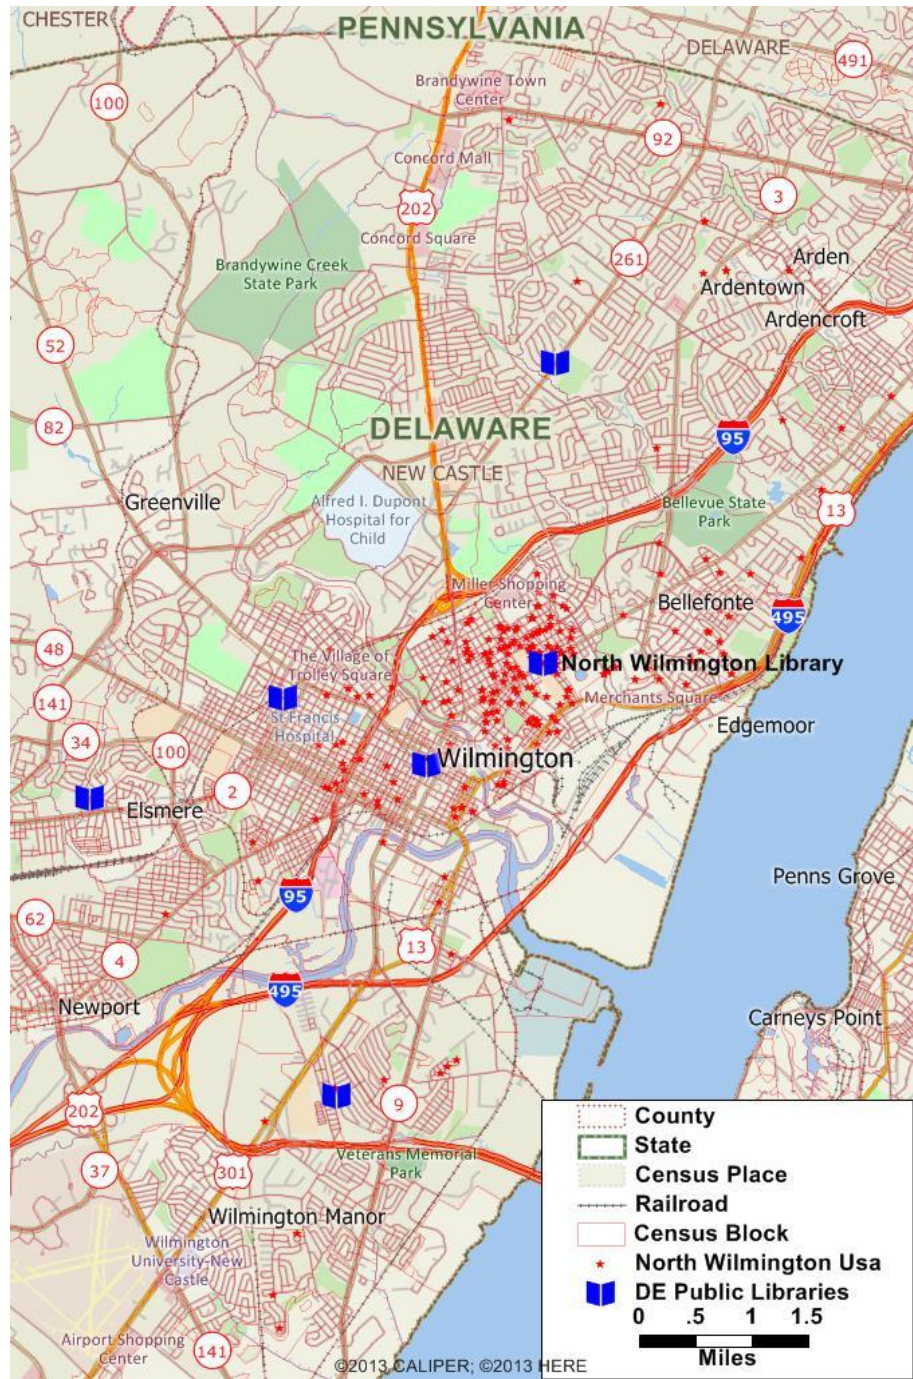 CHESTER
PENNSYLVANIA
DELAWARE
491
Brandywine Town
Center
100
92
Concord Mall
3
202
Concord Square
261
Arden
Brandywine Creek
State Park
Ardentown
Ardencroft
52
82
DELAWARE
95
NEW CASTLE
Greenville
Alfred I. Dupont
Hospital for
Child
Bellevue State
Park
13
Miller Shopping
Center
Bellefonte
495
48
The Village of
Trolley Square
North Wilmington Library
141
Merchants Square
St Francis
Hospital
Edgemoor
34
100
Wilmington
2
Elsmere
Penns Grove
95
62
4
13
495
Newport
Carneys Point
202
9
37
301
Veterans Memorial
Park
Wilmington Manor
Wilmington
University-New
Castle
Airport Shopping
Center
141
©2013 CALIPER; ©2013 HERE
County
State
Census Place
Railroad
Census Block
North Wilmington Usa
DE Public Libraries
0 .5 1 1.5
Miles